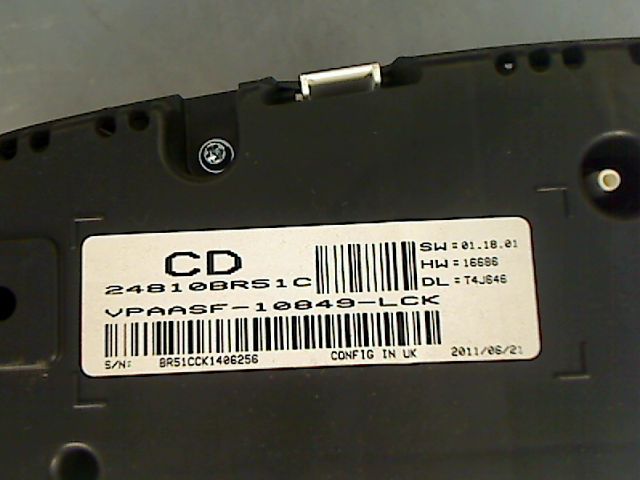 CD
24810BR51C
SW = 01.18.01
HW = 16686
DL = T4J646
VPAASF-10849-LCK
S/N: BR51CCK1406256 CONFIG IN UK 2011/06/21